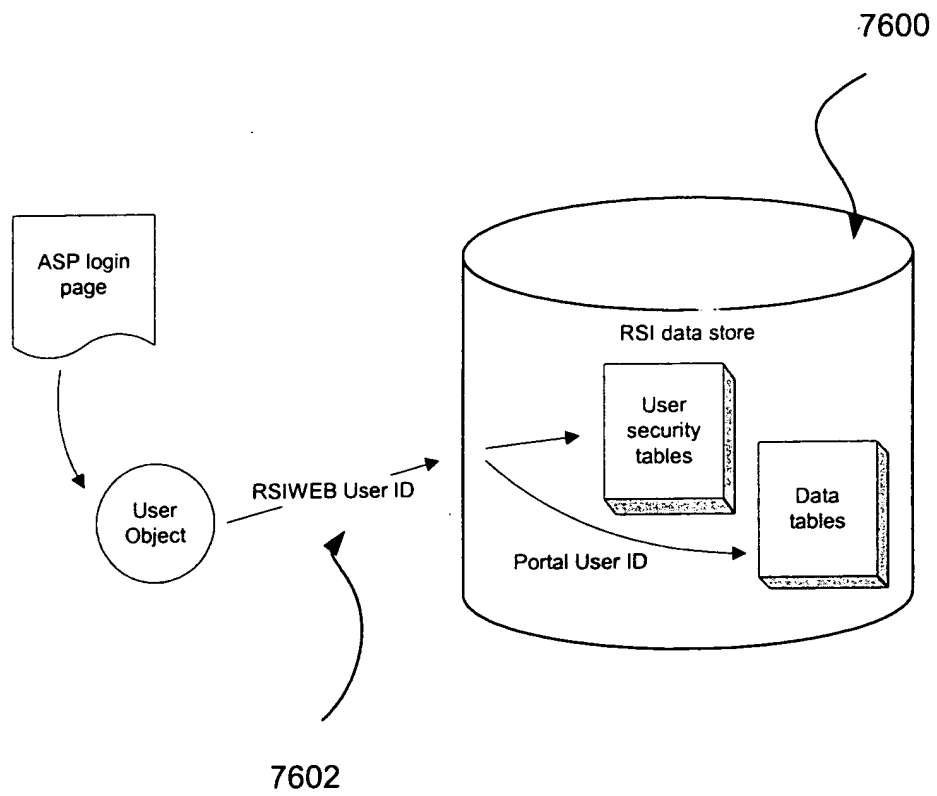 7600
ASP login
page
RSI data store
User
security
tables
RSIWEB User ID
User
Object
Data
tables
Portal User ID
7602